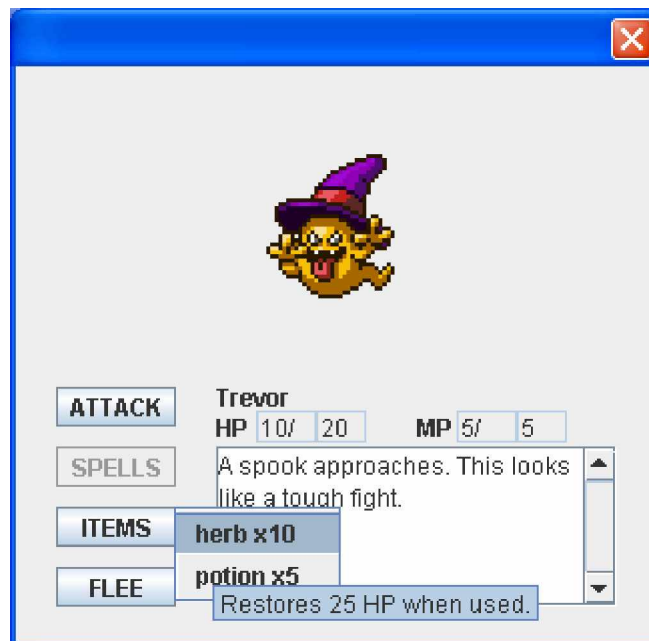 ATTACK
Trevor
HP 10/ 20 MP 5/ 5
SPELLS
A spook approaches. This looks
like a tough fight.
ITEMS
herb x10
potion x5
FLEE
Restores 25 HP when used.